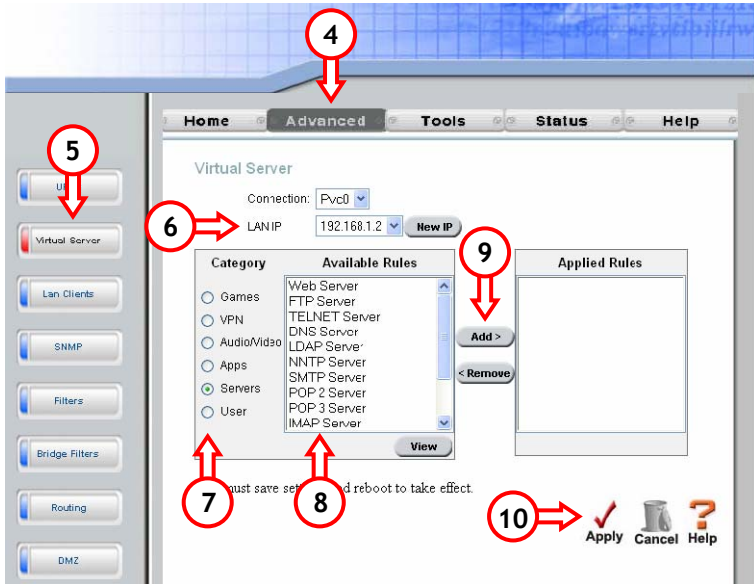 4
Home Advanced Tools Status Help
5
Virtual Server
Lan Clients
SNMP
Filters
Bridge Filters
Routing
DMZ
Virtual Server
Connection: Pvc0
6
LAN IP 192.168.1.2 New IP
9
Category Available Rules Applied Rules
Games
VPN
Audio/Video
Apps
Servers
User
Web Server
FTP Server
TELNET Server
DNS Server
LDAP Server
NNTP Server
SMTP Server
POP 2 Server
POP 3 Server
IMAP Server
Add >
< Remove
View
7
8
must save reboot to take effect.
10
Apply Cancel Help